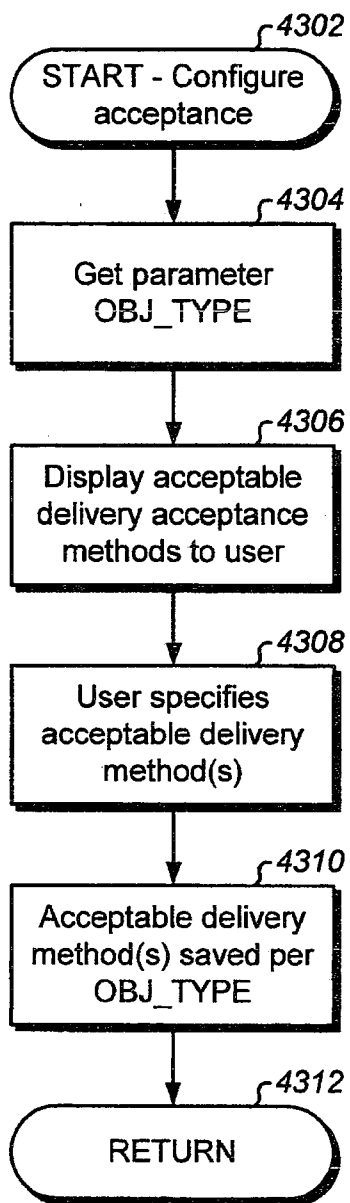 4302
START - Configure
acceptance
4304
Get parameter
OBJ_TYPE
4306
Display acceptable
delivery acceptance
methods to user
4308
User specifies
acceptable delivery
method(s)
4310
Acceptable delivery
method(s) saved per
OBJ_TYPE
4312
RETURN